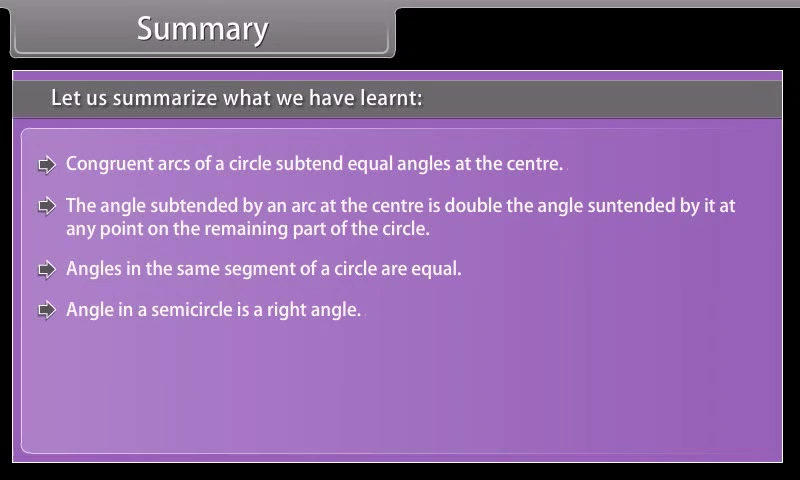 Summary
Let us summarize what we have learnt:
Congruent arcs of a circle subtend equal angles at the centre.
The angle subtended by an arc at the centre is double the angle suntended by it at
any point on the remaining part of the circle.
Angles in the same segment of a circle are equal.
Angle in a semicircle is a right angle.